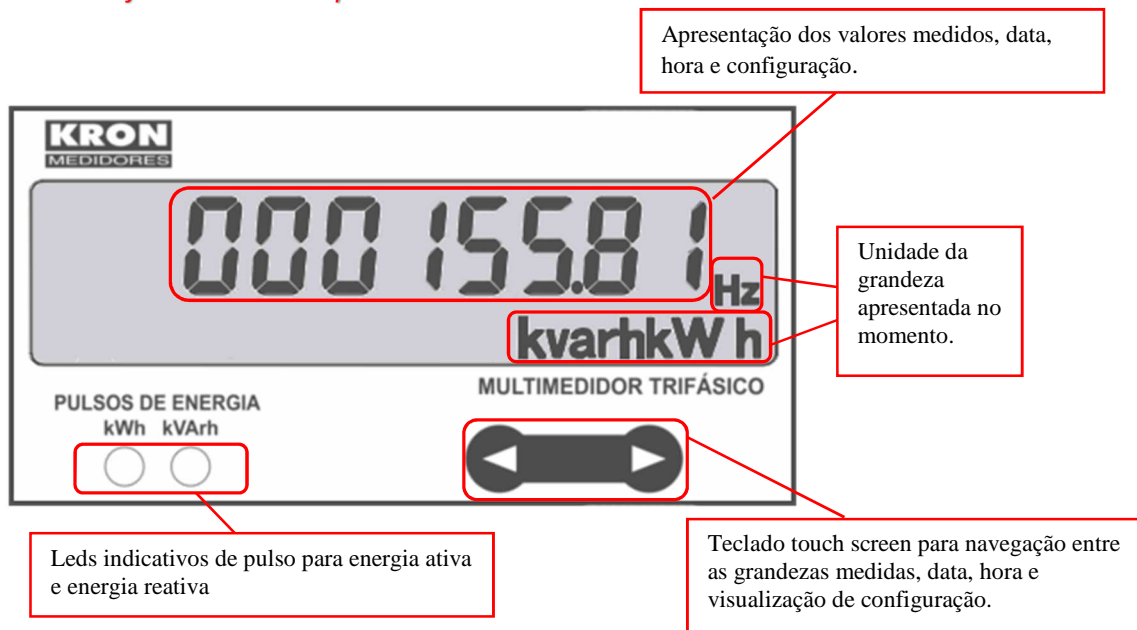 Apresentação dos valores medidos, data,
hora e configuração.
KRON
MEDIDORES
000155.81
Hz
kvarhkW h
Unidade da
grandeza
apresentada no
momento.
MULTIMEDIDOR TRIFÁSICO
PULSOS DE ENERGIA
kWh kVArh
Leds indicativos de pulso para energia ativa
e energia reativa
Teclado touch screen para navegação entre
as grandezas medidas, data, hora e
visualização de configuração.